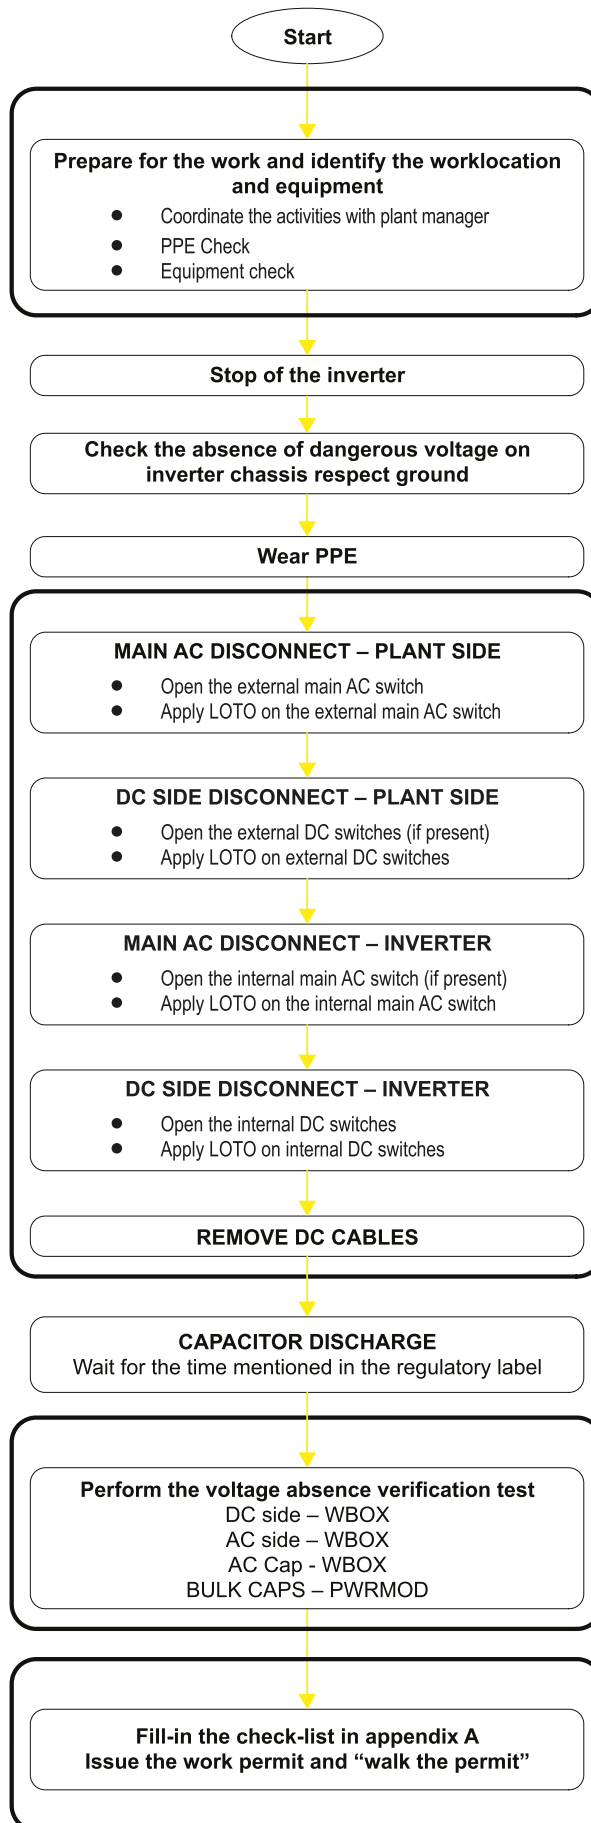 Start
Prepare for the work and identify the worklocation
and equipment
● Coordinate the activities with plant manager
● PPE Check
● Equipment check
Stop of the inverter
Check the absence of dangerous voltage on
inverter chassis respect ground
Wear PPE
MAIN AC DISCONNECT – PLANT SIDE
● Open the external main AC switch
● Apply LOTO on the external main AC switch
DC SIDE DISCONNECT – PLANT SIDE
● Open the external DC switches (if present)
● Apply LOTO on external DC switches
MAIN AC DISCONNECT – INVERTER
● Open the internal main AC switch (if present)
● Apply LOTO on the internal main AC switch
DC SIDE DISCONNECT – INVERTER
● Open the internal DC switches
● Apply LOTO on internal DC switches
REMOVE DC CABLES
CAPACITOR DISCHARGE
Wait for the time mentioned in the regulatory label
Perform the voltage absence verification test
DC side – WBOX
AC side – WBOX
AC Cap - WBOX
BULK CAPS – PWRMOD
Fill-in the check-list in appendix A
Issue the work permit and “walk the permit”